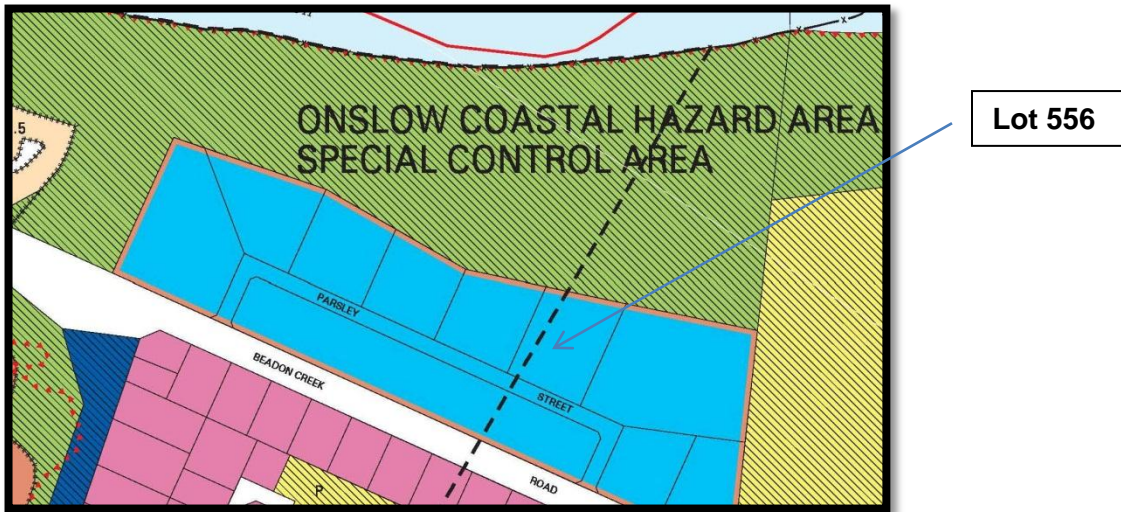 ONSLOW COASTAL HAZARD AREA
SPECIAL CONTROL AREA
Lot 556
.5
PARSLEY
STREET
BEADON CREEK
ROAD
P